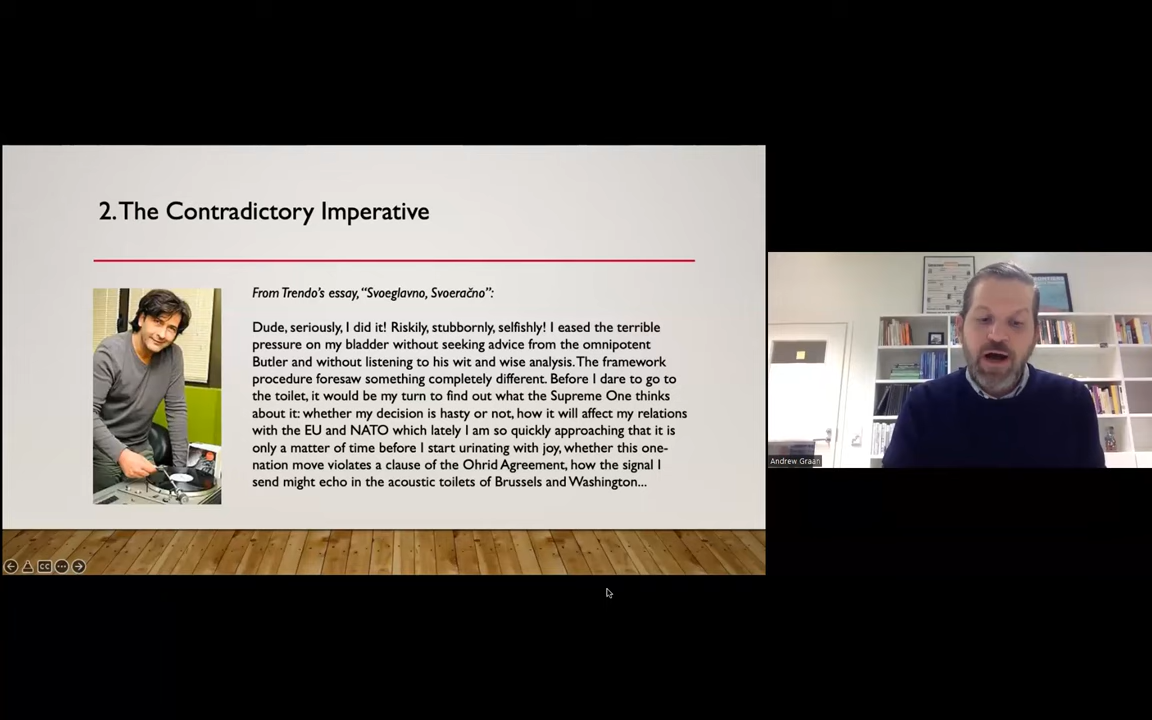 2. The Contradictory Imperative
From Trendo's essay, “Svoeglavno, Svoeračno”:
Dude, seriously, I did it! Riskily, stubbornly, selfishly! I eased the terrible
pressure on my bladder without seeking advice from the omnipotent
Butler and without listening to his wit and wise analysis. The framework
procedure foresaw something completely different. Before I dare to go to
the toilet, it would be my turn to find out what the Supreme One thinks
about it: whether my decision is hasty or not, how it will affect my relations
with the EU and NATO which lately I am so quickly approaching that it is
only a matter of time before I start urinating with joy, whether this one-
nation move violates a clause of the Ohrid Agreement, how the signal I
send might echo in the acoustic toilets of Brussels and Washington...
CC
Andrew Graan